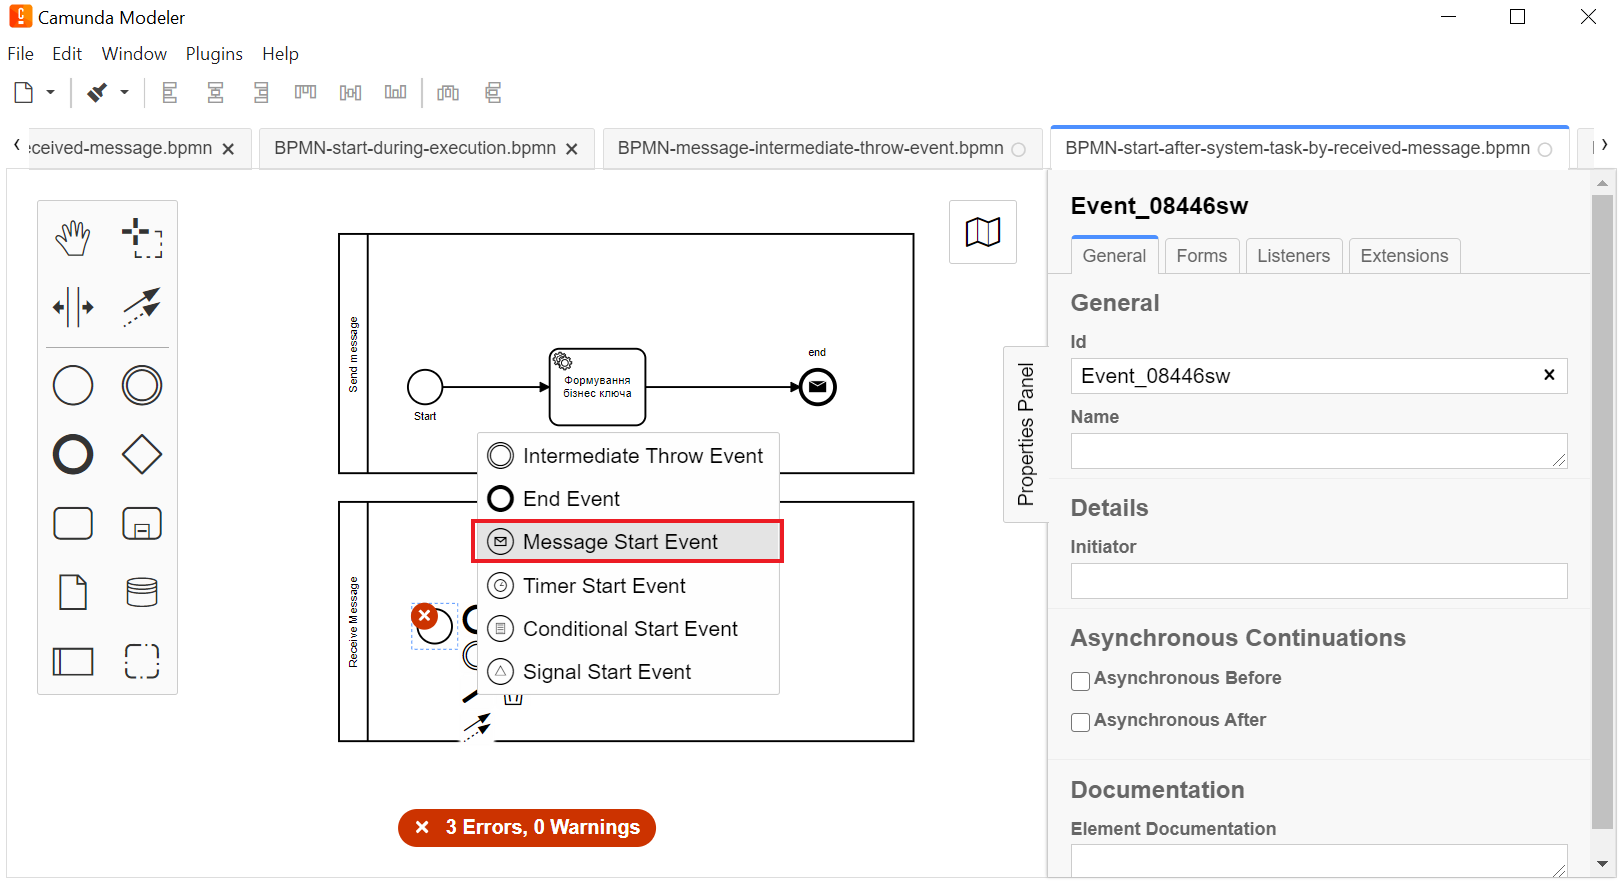 Camunda Modeler
File Edit Window Plugins Help
eceived-message.bpmn
BPMN-start-during-execution.bpmn
BPMN-message-intermediate-throw-event.bpmn
BPMN-start-after-system-task-by-received-message.bpmn
Send message
Start
Формування
бізнес ключа
end
Intermediate Throw Event
End Event
Message Start Event
Timer Start Event
Conditional Start Event
Signal Start Event
Receive Message
3 Errors, 0 Warnings
Properties Panel
Event_08446sw
General Forms Listeners Extensions
General
Id
Event_08446sw
Name
Details
Initiator
Asynchronous Continuations
Asynchronous Before
Asynchronous After
Documentation
Element Documentation